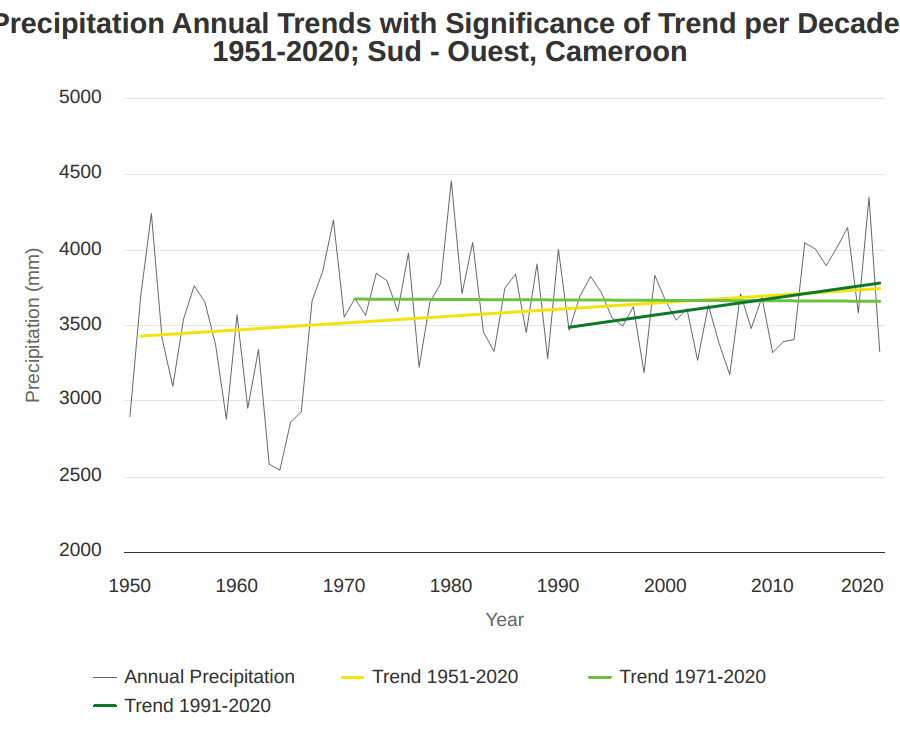 Precipitation Annual Trends with Significance of Trend per Decade
1951-2020; Sud - Ouest, Cameroon
5000
4500
4000
3500
3000
2500
2000
Precipitation (mm)
1950 1960 1970 1980 1990 2000 2010 2020
Year
Annual Precipitation Trend 1951-2020 Trend 1971-2020
Trend 1991-2020